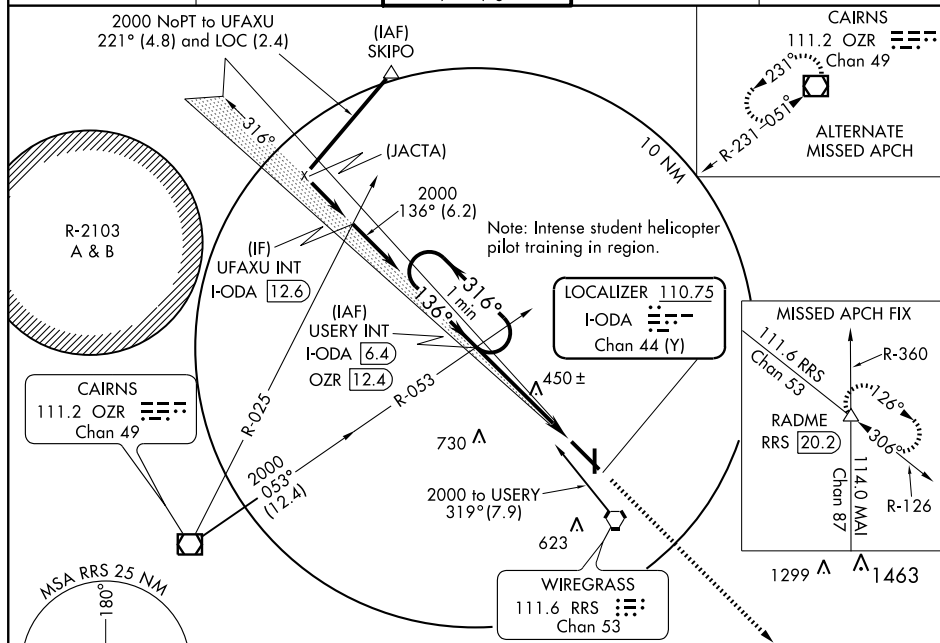 2000 NoPT to UFAXU
221° (4.8) and LOC (2.4)
(IAF)
SKIPO
CAIRNS
111.2 OZR
Chan 49
231°
R-231
051°
ALTERNATE
MISSED APCH
316°
(JACTA)
10 NM
2000
136° (6.2)
R-2103
A & B
Note: Intense student helicopter
pilot training in region.
(IF)
UFAXU INT
I-ODA 12.6
316°
1 min
136°
LOCALIZER 110.75
I-ODA
Chan 44 (Y)
(IAF)
USERY INT
I-ODA 6.4
OZR 12.4
MISSED APCH FIX
111.6 RRS
Chan 53
R-360
126°
RADME
RRS 20.2
306°
114.0 MAI
Chan 87
R-126
CAIRNS
111.2 OZR
Chan 49
R-025
R-053
450 ±
730
2000
053°
(12.4)
2000 to USERY
319° (7.9)
623
1299
1463
MSA RRS 25 NM
180°
WIREGRASS
111.6 RRS
Chan 53